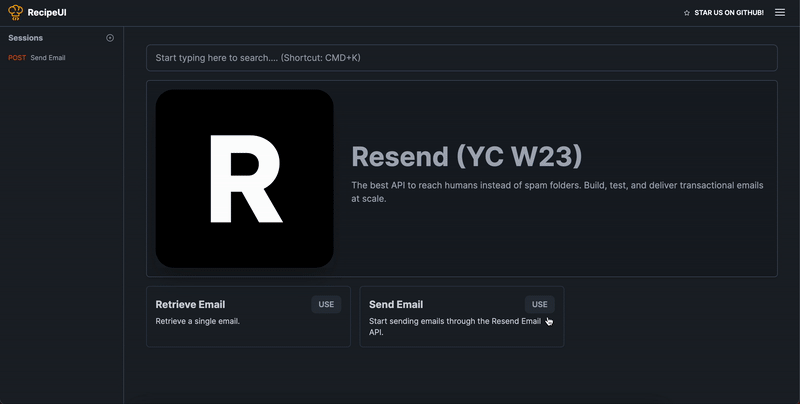 RecipeUI
STAR US ON GITHUB!
Sessions
POST Send Email
Start typing here to search.... (Shortcut: CMD+K)
R
Resend (YC W23)
The best API to reach humans instead of spam folders. Build, test, and deliver transactional emails
at scale.
Retrieve Email
USE
Retrieve a single email.
Send Email
USE
Start sending emails through the Resend Email
API.